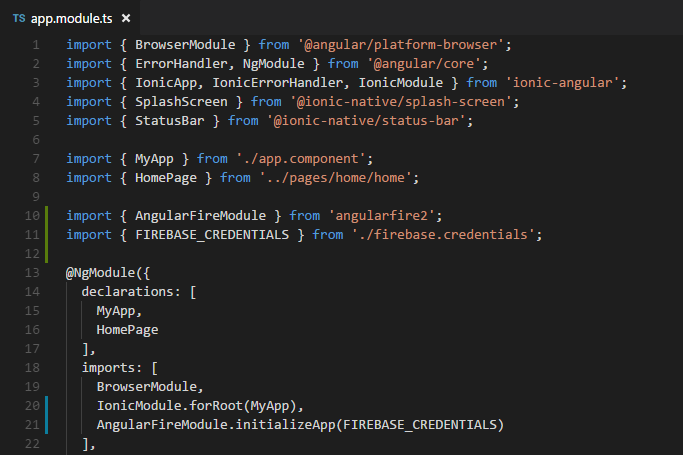 TS app.module.ts ×
1 import { BrowserModule } from '@angular/platform-browser';
2 import { ErrorHandler, NgModule } from '@angular/core';
3 import { IonicApp, IonicErrorHandler, IonicModule } from 'ionic-angular';
4 import { SplashScreen } from '@ionic-native/splash-screen';
5 import { StatusBar } from '@ionic-native/status-bar';
6
7 import { MyApp } from './app.component';
8 import { HomePage } from '../pages/home/home';
9
10 import { AngularFireModule } from 'angularfire2';
11 import { FIREBASE_CREDENTIALS } from './firebase.credentials';
12
13 @NgModule({
14   declarations: [
15     MyApp,
16     HomePage
17   ],
18   imports: [
19     BrowserModule,
20     IonicModule.forRoot(MyApp),
21     AngularFireModule.initializeApp(FIREBASE_CREDENTIALS)
22   ],